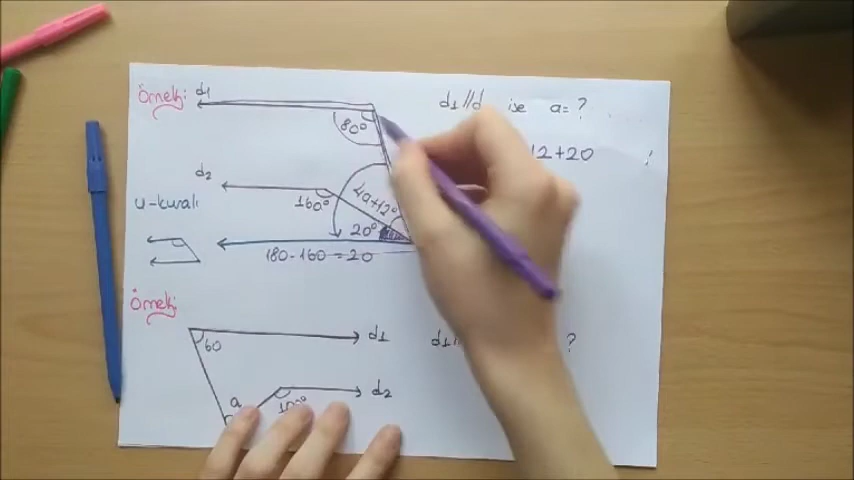 Örnek: d1
d1//d ise a=?
80°
12+20
d2
160°
4a+12°
u-kuralı
20°
180-160=20
Örnek:
60
d1
d1
?
a
d2